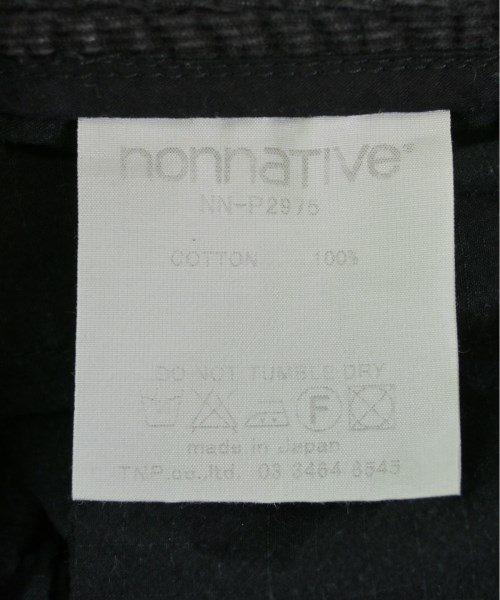 nonnative®
NN-P2976
COTTON 100%
DO NOT TUMBLE DRY
F
made in Japan
TNP.co.,ltd. 03 3464 8545